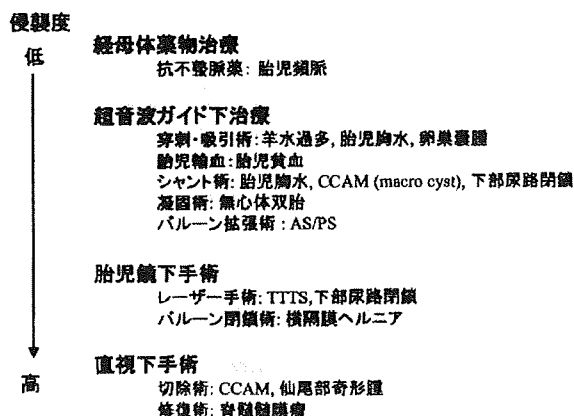 侵襲度
低
経母体薬物治療
抗不整脈薬: 胎児頻脈
超音波ガイド下治療
穿刺・吸引術:羊水過多, 胎児胸水, 卵巣嚢腫
胎児輸血:胎児貧血
シャント術: 胎児胸水, CCAM (macro cyst), 下部尿路閉鎖
凝固術: 無心体双胎
バルーン拡張術 : AS/PS
胎児鏡下手術
レーザー手術: TTTS,下部尿路閉鎖
バルーン閉鎖術: 横隔膜ヘルニア
直視下手術
高
切除術: CCAM, 仙尾部奇形腫
修復術: 脊髄髄膜瘤